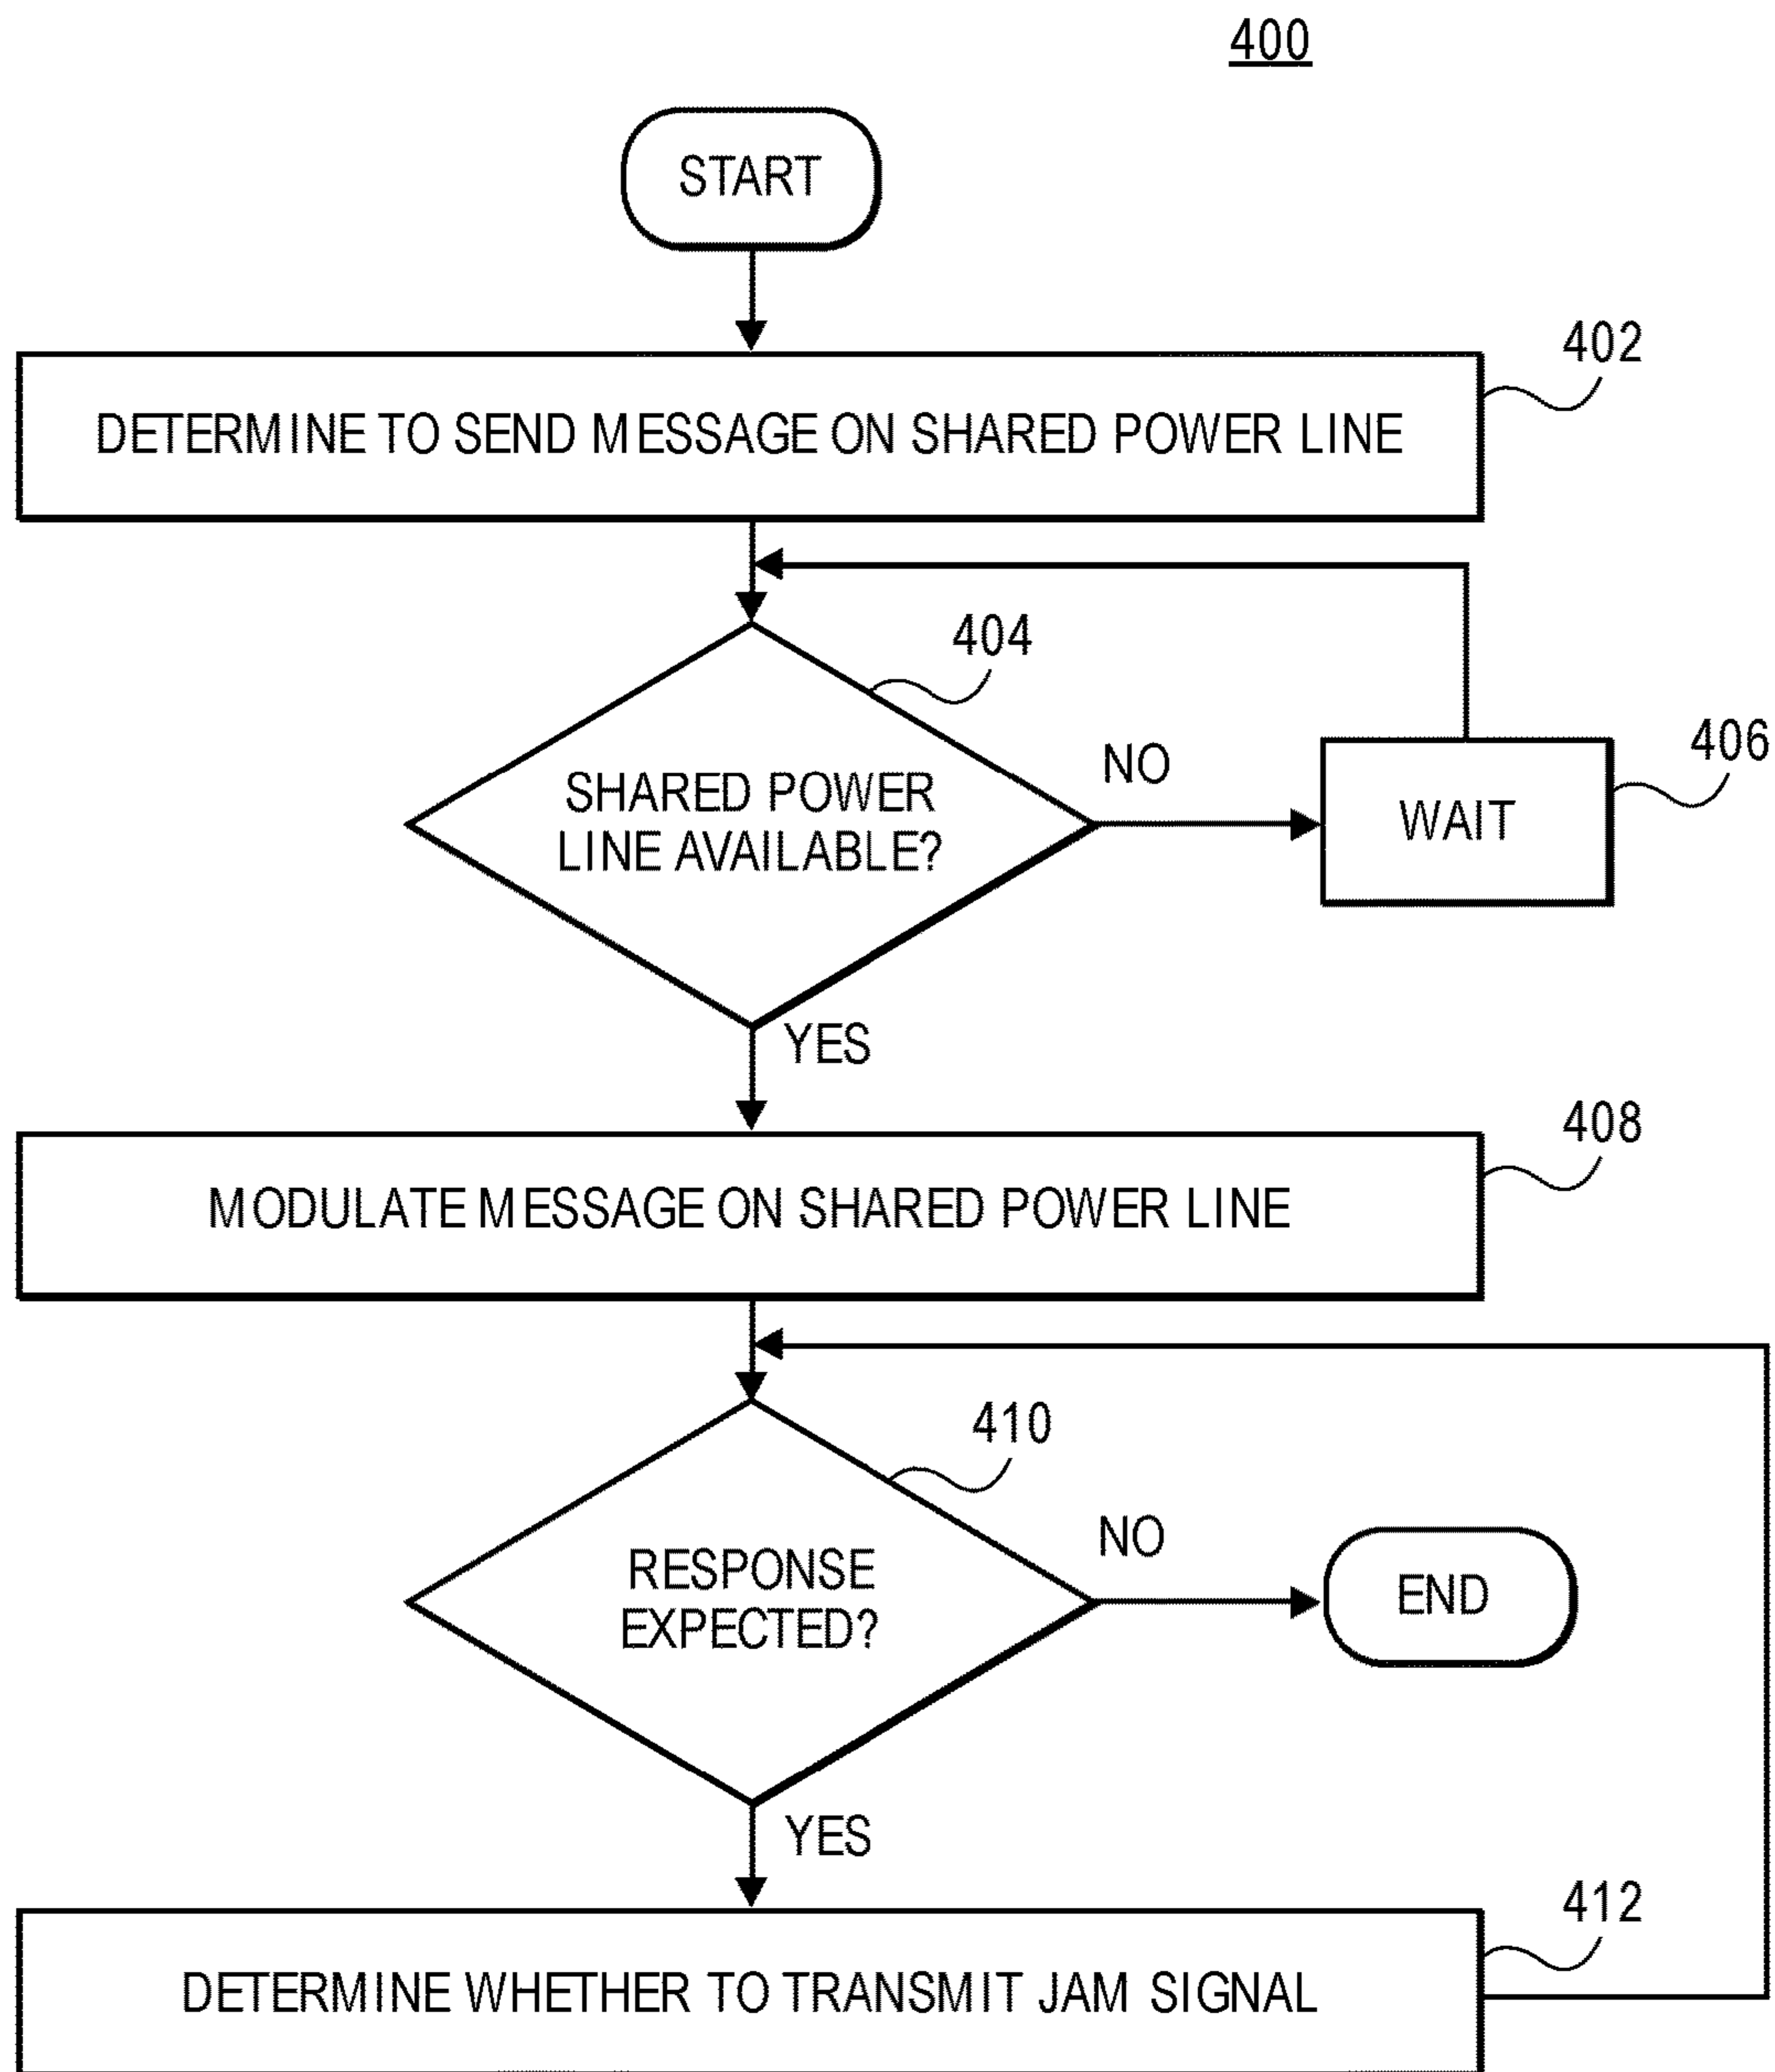 400
START
402
DETERMINE TO SEND MESSAGE ON SHARED POWER LINE
404
SHARED POWER
LINE AVAILABLE?
NO
406
WAIT
YES
408
MODULATE MESSAGE ON SHARED POWER LINE
410
RESPONSE
EXPECTED?
NO
END
YES
412
DETERMINE WHETHER TO TRANSMIT JAM SIGNAL